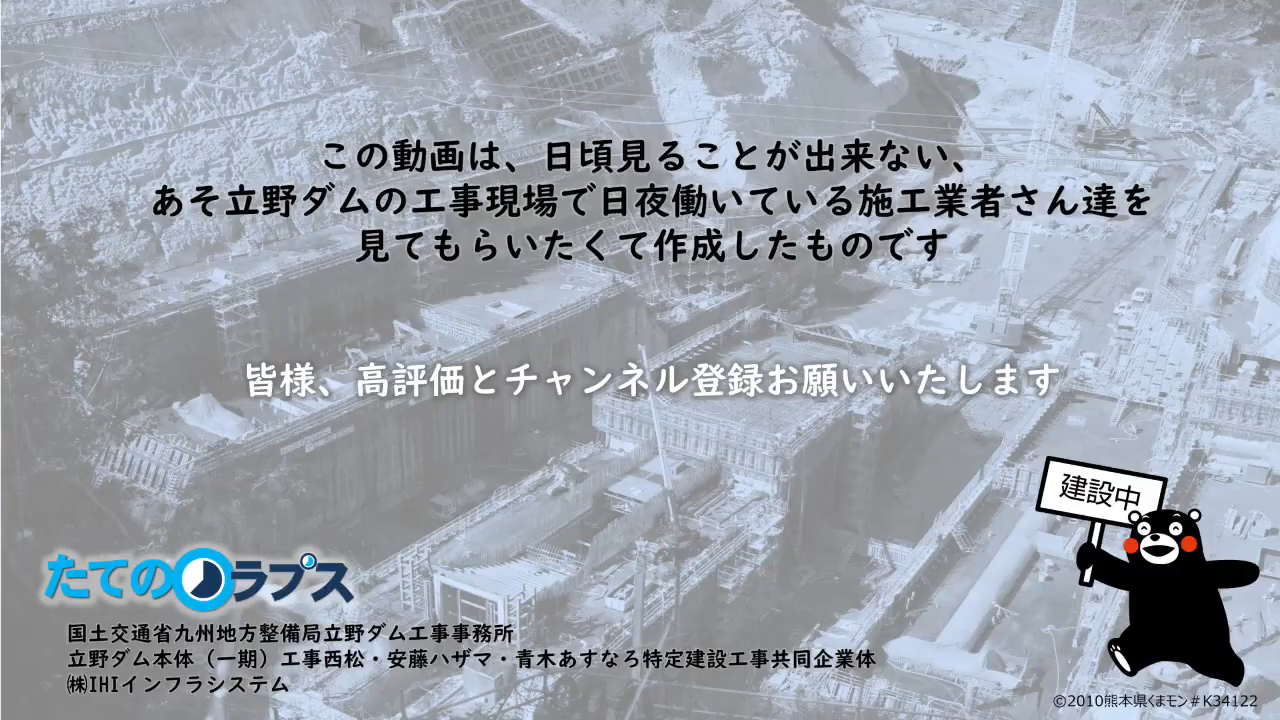 この動画は、日頃見ることが出来ない、
あそ立野ダムの工事現場で日夜働いている施工業者さん達を
見てもらいたくて作成したものです
皆様、高評価とチャンネル登録お願いいたします
建設中
たてのラプス
国土交通省九州地方整備局立野ダム工事事務所
立野ダム本体（一期）工事西松・安藤ハザマ・青木あすなろ特定建設工事共同企業体
㈱IHIインフラシステム
©2010熊本県くまモン＃K34122